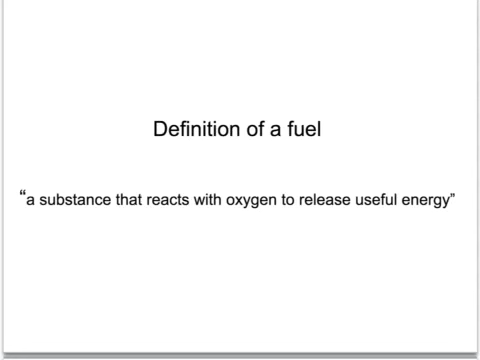 Definition of a fuel
“a substance that reacts with oxygen to release useful energy”